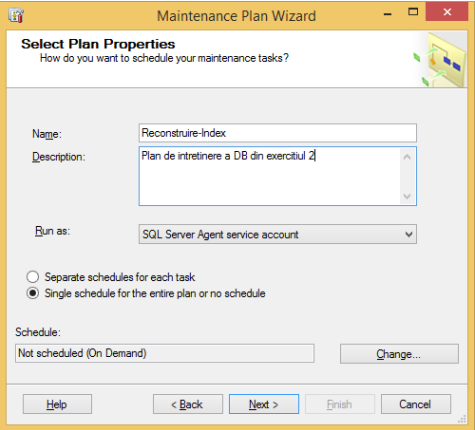 Maintenance Plan Wizard
Select Plan Properties
How do you want to schedule your maintenance tasks?
Name:
Reconstruire-Index
Description:
Plan de intretinere a DB din exercitiul 2
Run as:
SQL Server Agent service account
Separate schedules for each task
Single schedule for the entire plan or no schedule
Schedule:
Not scheduled (On Demand)
Change...
Help
< Back
Next >
Finish
Cancel